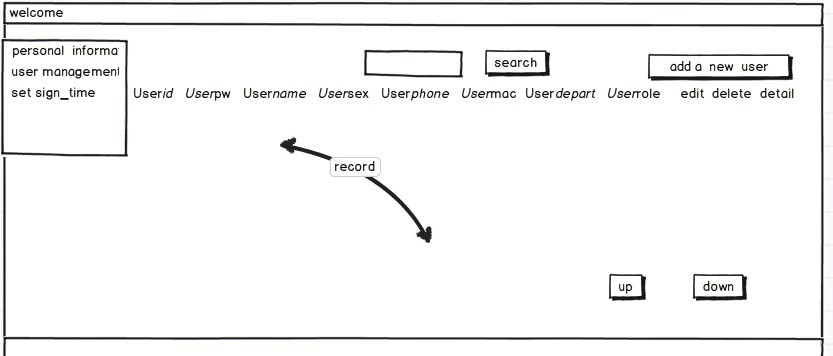 welcome
personal informa
search
add a new user
user management
set sign_time
Userid Userpw Username Usersex Userphone Usermac Userdepart Userrole edit delete detail
record
up
down